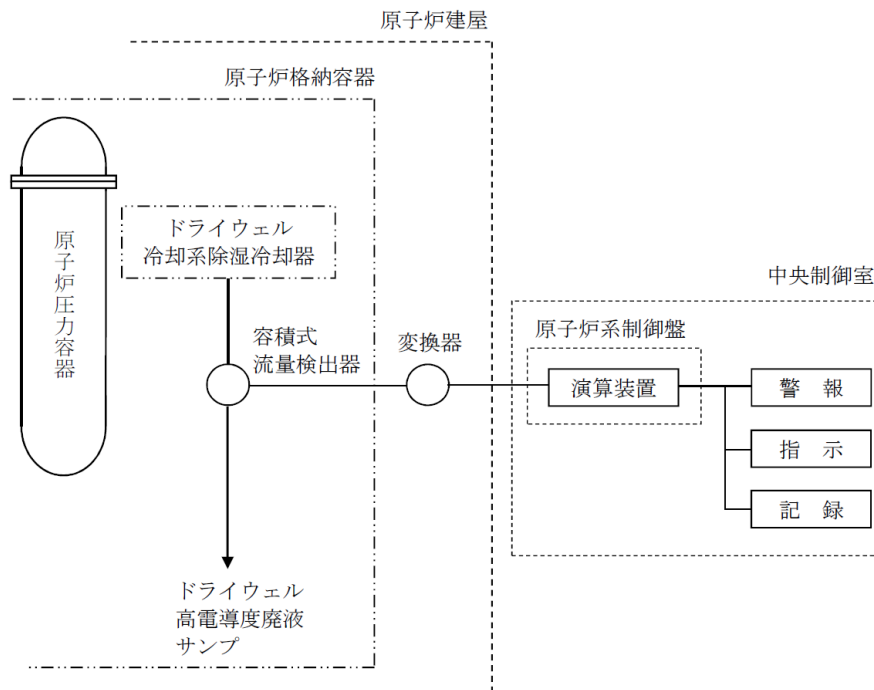 原子炉建屋
原子炉格納容器
原子炉圧力容器
ドライウェル
冷却系除湿冷却器
容積式
流量検出器
変換器
中央制御室
原子炉系制御盤
演算装置
警 報
指 示
記 録
ドライウェル
高電導度廃液
サンプ